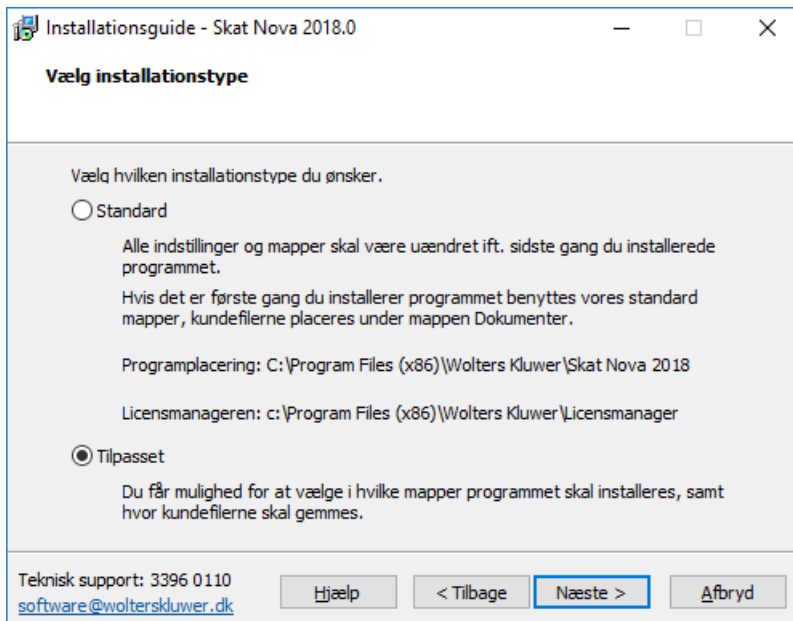 Installationsguide - Skat Nova 2018.0
Vælg installationstype
Vælg hvilken installationstype du ønsker.
Standard
Alle indstillinger og mapper skal være uændret ift. sidste gang du installerede
programmet.
Hvis det er første gang du installerer programmet benyttes vores standard
mapper, kundefilerne placeres under mappen Dokumenter.
Programplacering: C:\Program Files (x86)\Wolters Kluwer\Skat Nova 2018
Licensmanageren: c:\Program Files (x86)\Wolters Kluwer\Licensmanager
Tilpasset
Du får mulighed for at vælge i hvilke mapper programmet skal installeres, samt
hvor kundefilerne skal gemmes.
Teknisk support: 3396 0110
software@wolterskluwer.dk
Hjælp
< Tilbage
Næste >
Afbryd